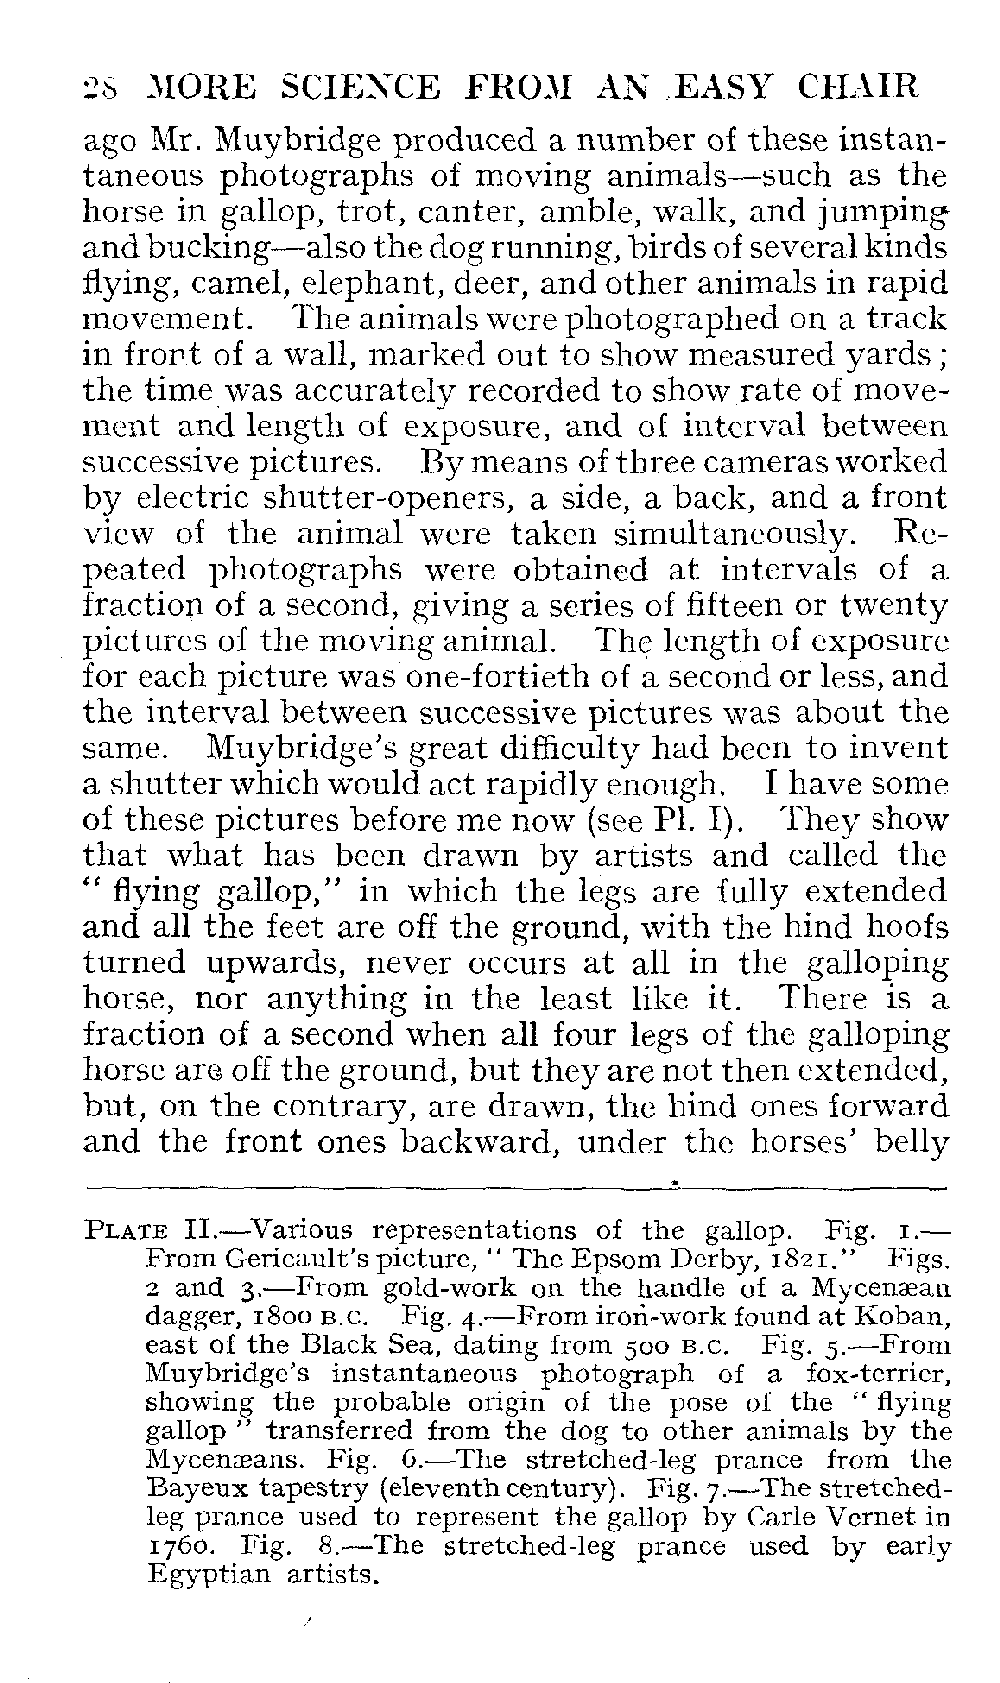 28 MORE SCIENCE FROM AN EASY CHAIR
ago Mr. Muybridge produced a number of these instan-
taneous photographs of moving animals—such as the
horse in gallop, trot, canter, amble, walk, and jumping
and bucking—also the dog running, birds of several kinds
flying, camel, elephant, deer, and other animals in rapid
movement. The animals were photographed on a track
in front of a wall, marked out to show measured yards;
the time was accurately recorded to show rate of move-
ment and length of exposure, and of interval between
successive pictures. By means of three cameras worked
by electric shutter-openers, a side, a back, and a front
view of the animal were taken simultaneously. Re-
peated photographs were obtained at intervals of a
fraction of a second, giving a series of fifteen or twenty
pictures of the moving animal. The length of exposure
for each picture was one-fortieth of a second or less, and
the interval between successive pictures was about the
same. Muybridge's great difficulty had been to invent
a shutter which would act rapidly enough. I have some
of these pictures before me now (see Pl. I). They show
that what has been drawn by artists and called the
“ flying gallop,” in which the legs are fully extended
and all the feet are off the ground, with the hind hoofs
turned upwards, never occurs at all in the galloping
horse, nor anything in the least like it. There is a
fraction of a second when all four legs of the galloping
horse are off the ground, but they are not then extended,
but, on the contrary, are drawn, the hind ones forward
and the front ones backward, under the horses' belly
PLATE II.—Various representations of the gallop. Fig. 1.—
From Gericault's picture, “ The Epsom Derby, 1821.” Figs.
2 and 3.—From gold-work on the handle of a Mycenæan
dagger, 1800 B.C. Fig. 4.—From iron-work found at Koban,
east of the Black Sea, dating from 500 B.C. Fig. 5.—From
Muybridge's instantaneous photograph of a fox-terrier,
showing the probable origin of the pose of the “ flying
gallop ” transferred from the dog to other animals by the
Mycenæans. Fig. 6.—The stretched-leg prance from the
Bayeux tapestry (eleventh century). Fig. 7.—The stretched-
leg prance used to represent the gallop by Carle Vernet in
1760. Fig. 8.—The stretched-leg prance used by early
Egyptian artists.